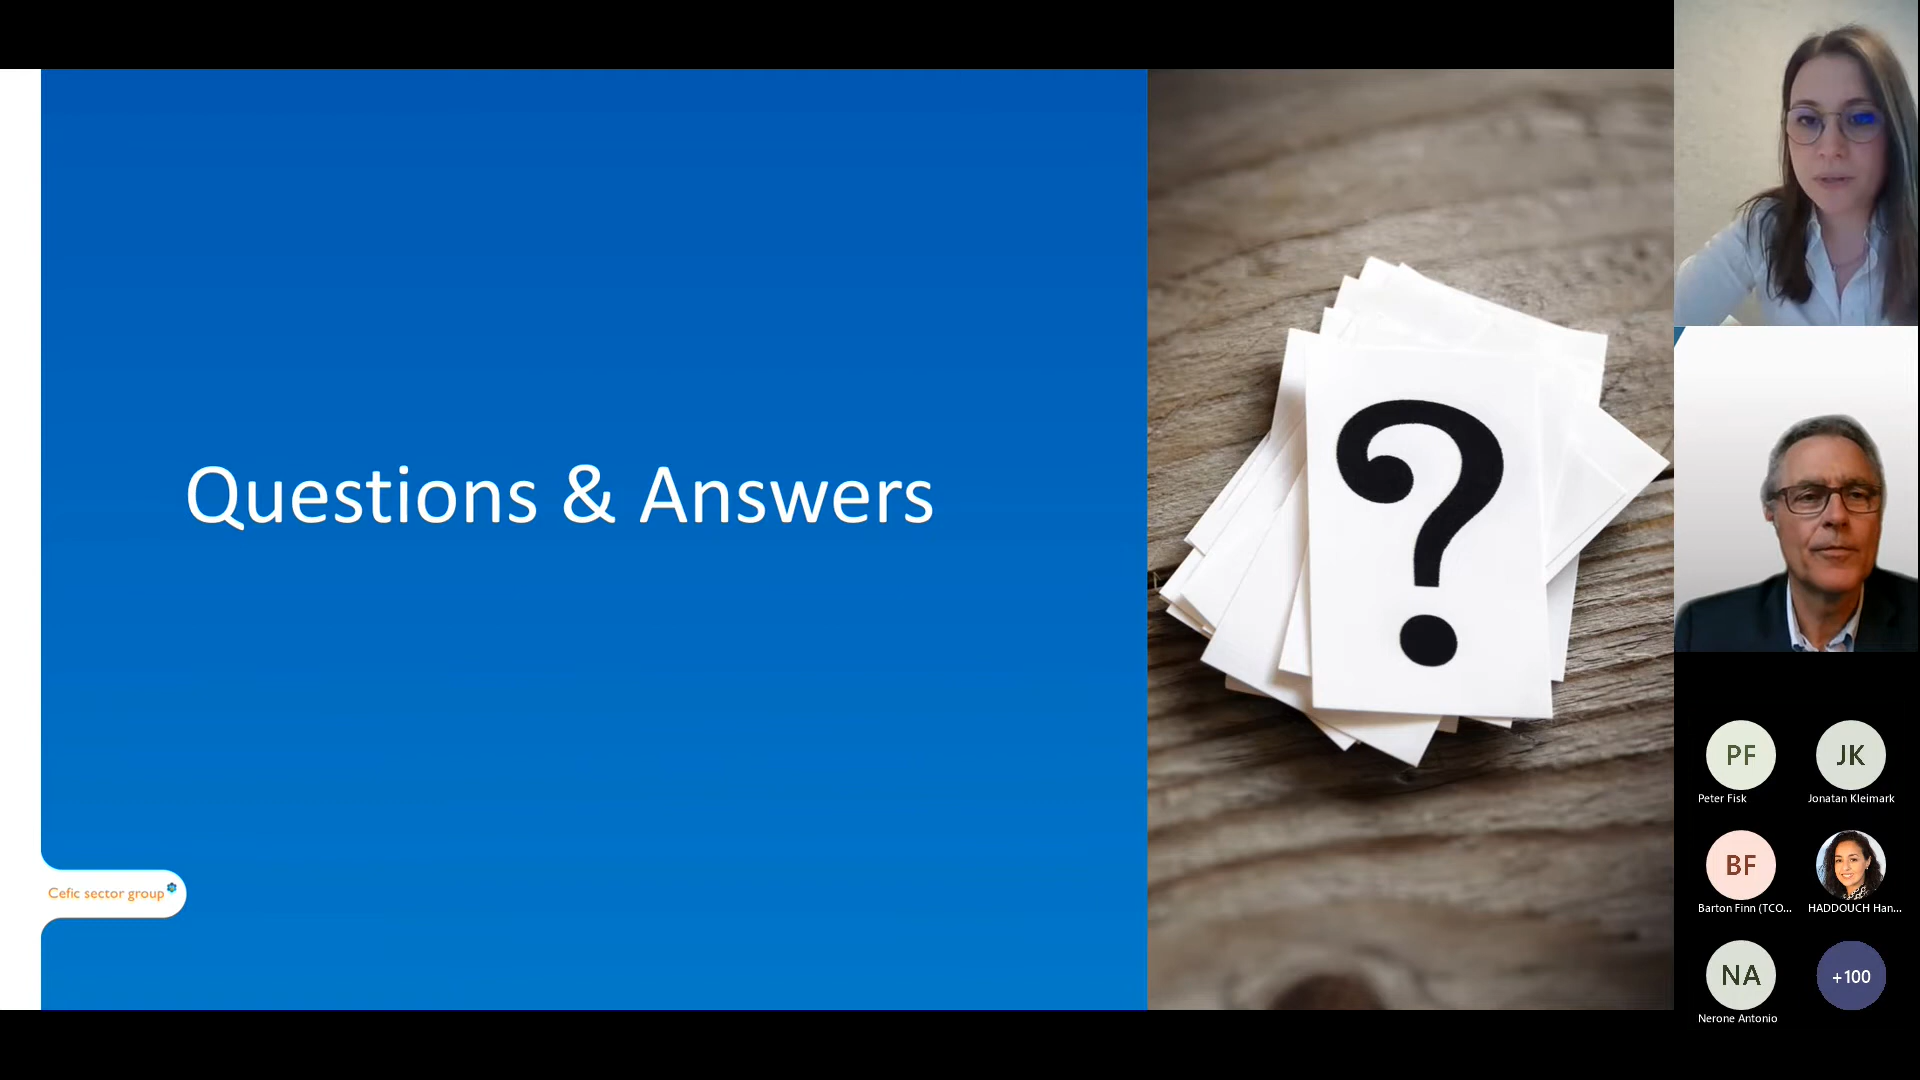 Questions & Answers
Cefic sector group
?
PF
JK
Peter Fisk
Jonatan Kleimark
BF
Barton Finn (TCO...
HADDOUCH Han...
NA
+100
Nerone Antonio